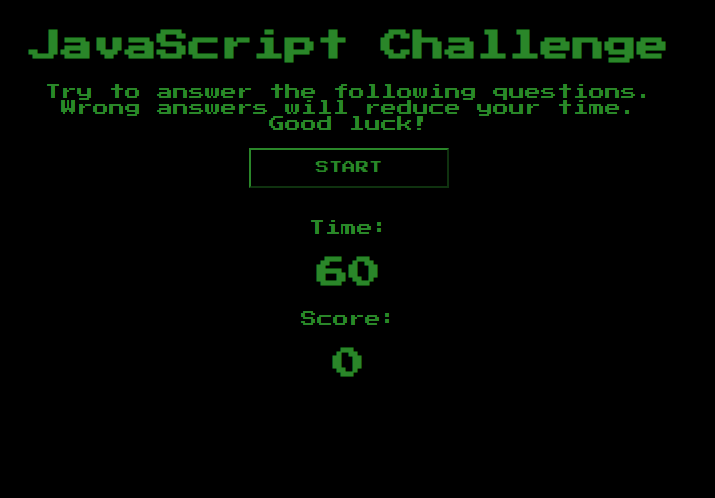 JavaScript Challenge
Try to answer the following questions.
Wrong answers will reduce your time.
Good luck!
START
Time:
60
Score:
0